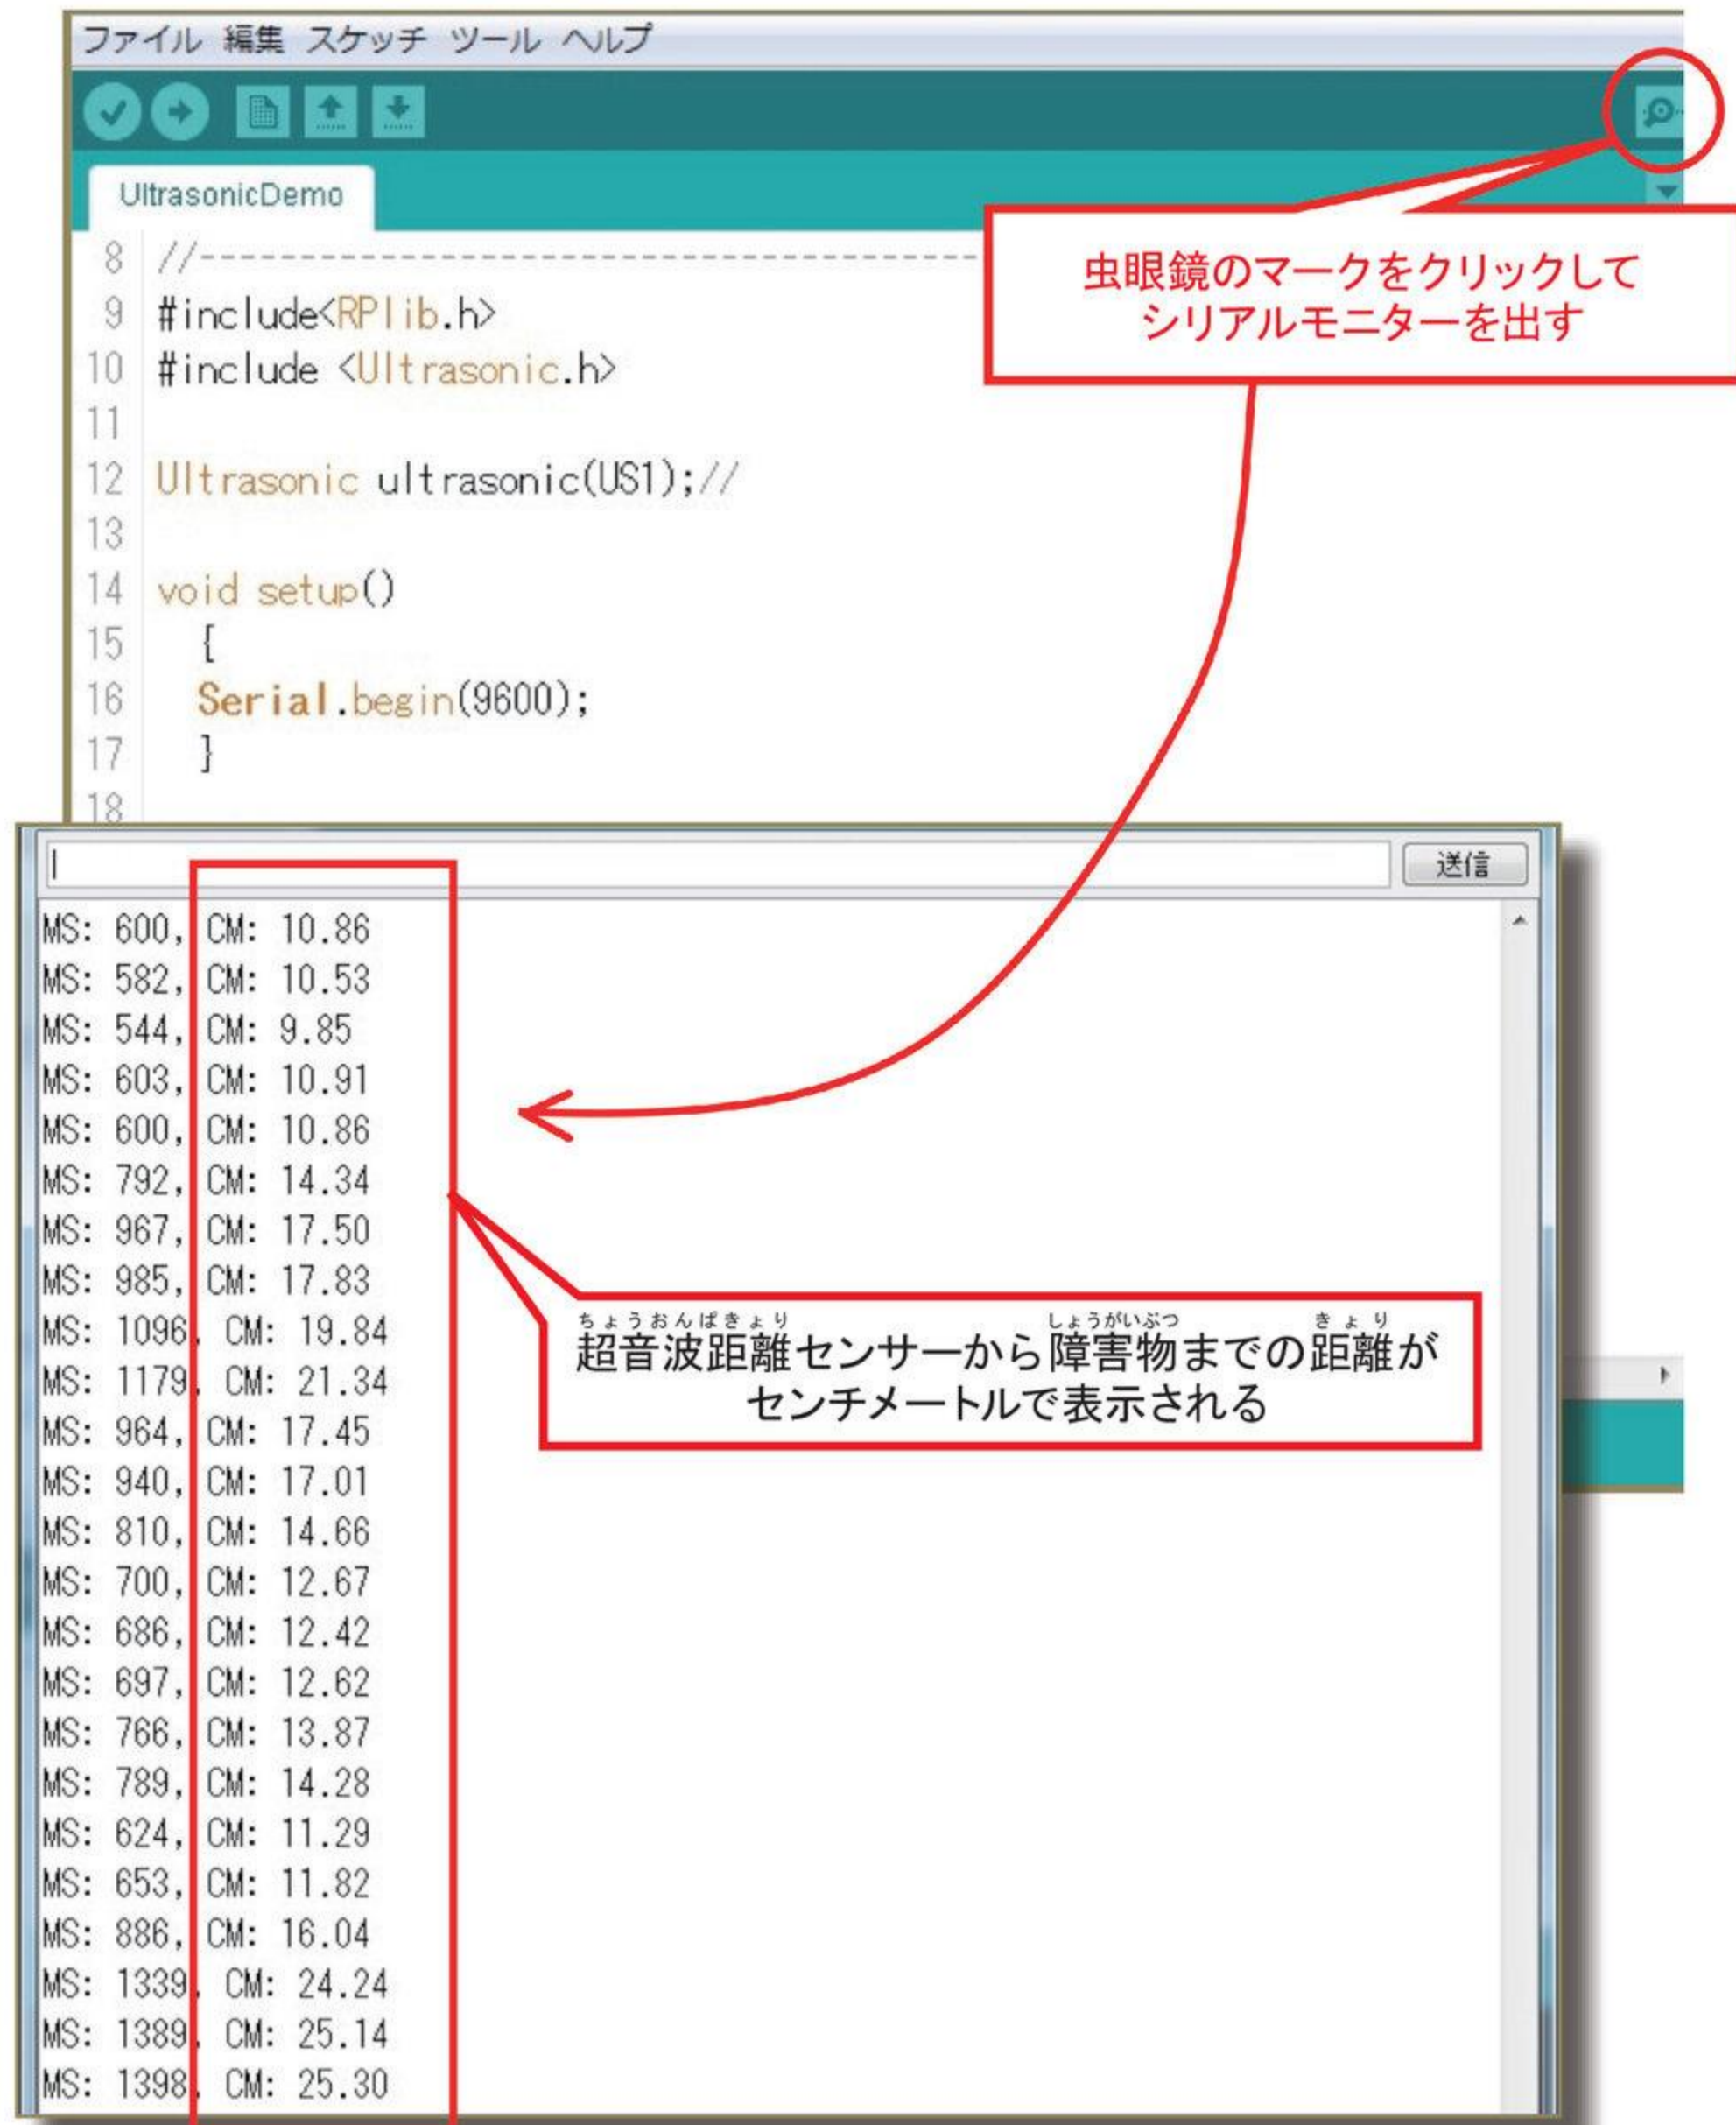 ファイル 編集 スケッチ ツール ヘルプ
UltrasonicDemo
虫眼鏡のマークをクリックして
シリアルモニターを出す
8 //---------------------------------------
9 #include<RPlib.h>
10 #include <Ultrasonic.h>
11
12 Ultrasonic ultrasonic(US1);//
13
14 void setup()
15 {
16 Serial.begin(9600);
17 }
18
送信
MS: 600, CM: 10.86
MS: 582, CM: 10.53
MS: 544, CM: 9.85
MS: 603, CM: 10.91
MS: 600, CM: 10.86
MS: 792, CM: 14.34
MS: 967, CM: 17.50
MS: 985, CM: 17.83
MS: 1096, CM: 19.84
MS: 1179, CM: 21.34
MS: 964, CM: 17.45
MS: 940, CM: 17.01
MS: 810, CM: 14.66
MS: 700, CM: 12.67
MS: 686, CM: 12.42
MS: 697, CM: 12.62
MS: 766, CM: 13.87
MS: 789, CM: 14.28
MS: 624, CM: 11.29
MS: 653, CM: 11.82
MS: 886, CM: 16.04
MS: 1339, CM: 24.24
MS: 1389, CM: 25.14
MS: 1398, CM: 25.30
ちょうおんぱきょり しょうがいぶつ きょり
超音波距離センサーから障害物までの距離が
センチメートルで表示される